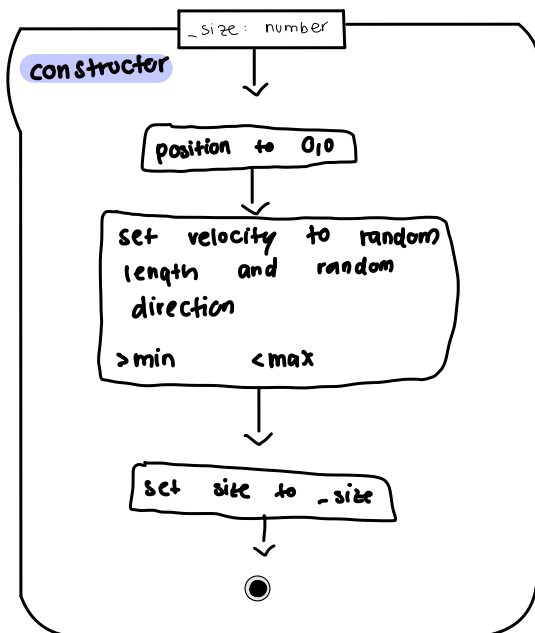 _size: number
constructor
position to 0,0
set velocity to random
length and random
direction
>min <max
set size to _size